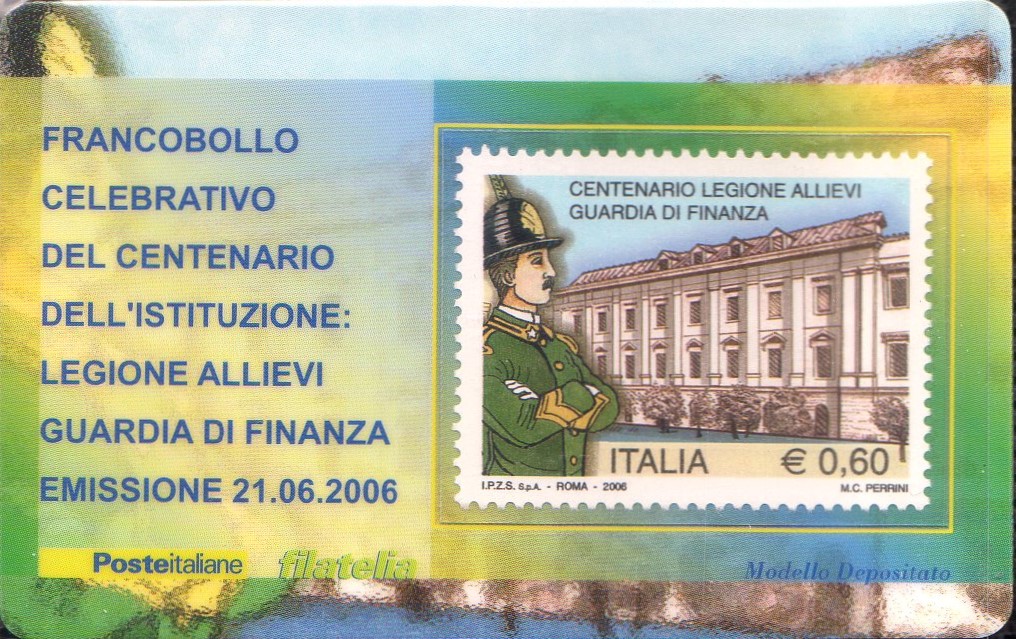 FRANCOBOLLO
CELEBRATIVO
DEL CENTENARIO
DELL'ISTITUZIONE:
LEGIONE ALLIEVI
GUARDIA DI FINANZA
EMISSIONE 21.06.2006
Posteitaliane filatelia
CENTENARIO LEGIONE ALLIEVI
GUARDIA DI FINANZA
ITALIA € 0,60
I.P.Z.S. S.p.A. - ROMA - 2006 M.C. PERRINI
Modello Depositato